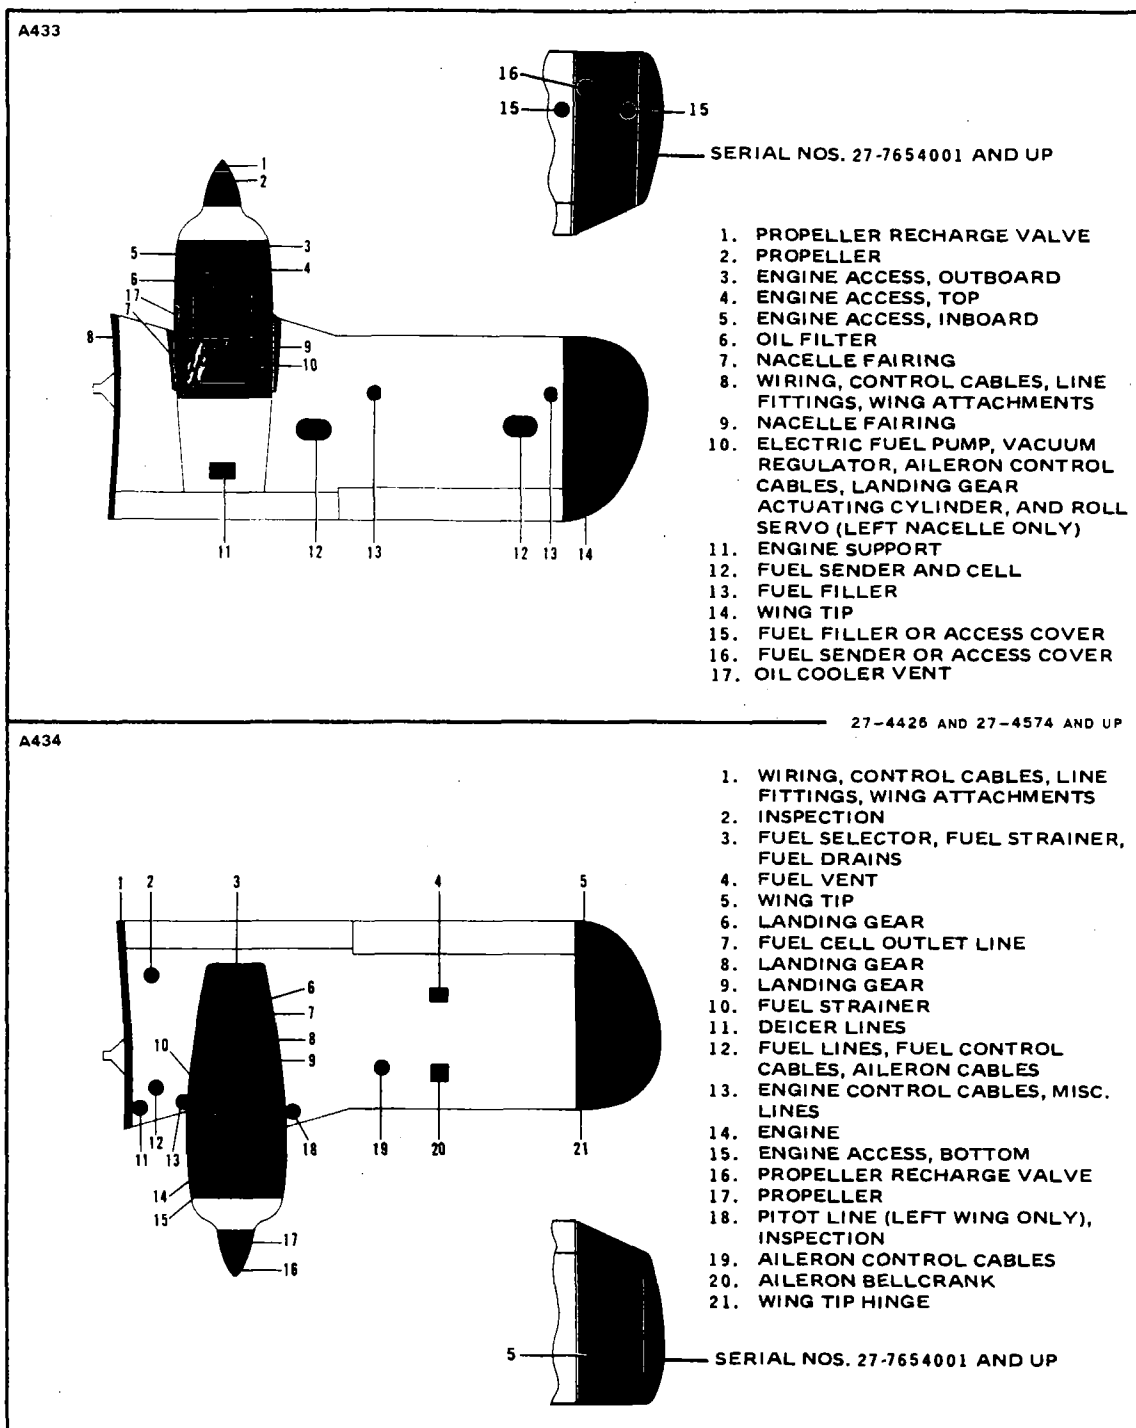 A433
16
15
15
SERIAL NOS. 27-7654001 AND UP
1
2
5
3
6
4
17
7
8
9
10
11
12
13
12
13
14
1. PROPELLER RECHARGE VALVE
2. PROPELLER
3. ENGINE ACCESS, OUTBOARD
4. ENGINE ACCESS, TOP
5. ENGINE ACCESS, INBOARD
6. OIL FILTER
7. NACELLE FAIRING
8. WIRING, CONTROL CABLES, LINE
FITTINGS, WING ATTACHMENTS
9. NACELLE FAIRING
10. ELECTRIC FUEL PUMP, VACUUM
REGULATOR, AILERON CONTROL
CABLES, LANDING GEAR
ACTUATING CYLINDER, AND ROLL
SERVO (LEFT NACELLE ONLY)
11. ENGINE SUPPORT
12. FUEL SENDER AND CELL
13. FUEL FILLER
14. WING TIP
15. FUEL FILLER OR ACCESS COVER
16. FUEL SENDER OR ACCESS COVER
17. OIL COOLER VENT
27-4426 AND 27-4574 AND UP
A434
1
2
3
4
5
6
7
8
9
10
11
12
13
18
19
20
21
14
15
17
16
1. WIRING, CONTROL CABLES, LINE
FITTINGS, WING ATTACHMENTS
2. INSPECTION
3. FUEL SELECTOR, FUEL STRAINER,
FUEL DRAINS
4. FUEL VENT
5. WING TIP
6. LANDING GEAR
7. FUEL CELL OUTLET LINE
8. LANDING GEAR
9. LANDING GEAR
10. FUEL STRAINER
11. DEICER LINES
12. FUEL LINES, FUEL CONTROL
CABLES, AILERON CABLES
13. ENGINE CONTROL CABLES, MISC.
LINES
14. ENGINE
15. ENGINE ACCESS, BOTTOM
16. PROPELLER RECHARGE VALVE
17. PROPELLER
18. PITOT LINE (LEFT WING ONLY),
INSPECTION
19. AILERON CONTROL CABLES
20. AILERON BELLCRANK
21. WING TIP HINGE
5
SERIAL NOS. 27-7654001 AND UP